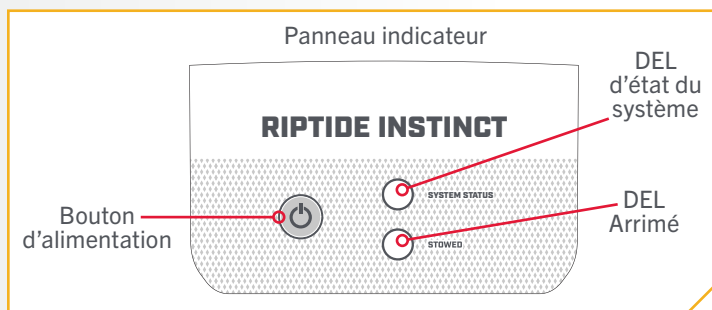 Panneau indicateur
DEL
d'état du
système
RIPTIDE INSTINCT
SYSTEM STATUS
Bouton
d'alimentation
DEL
Arrimé
STOWED